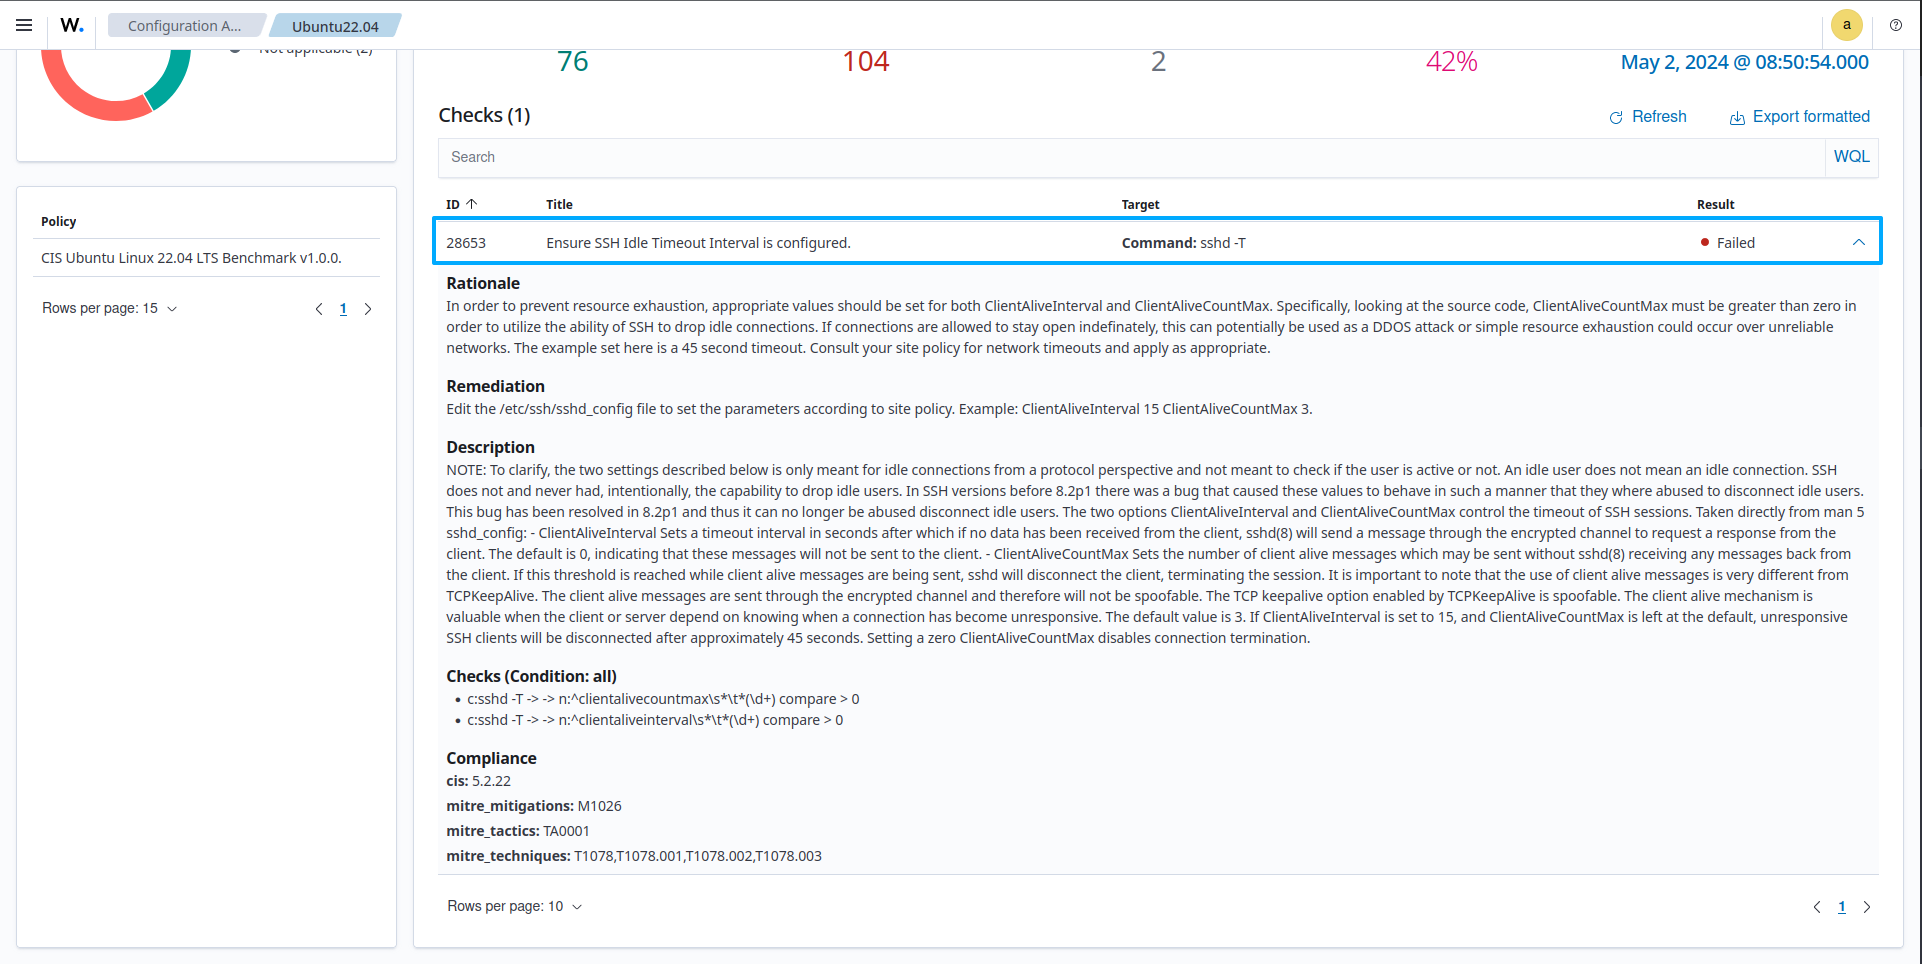 W. Configuration A... Ubuntu22.04 a
Not applicable (2)
76 104 2 42% May 2, 2024 @ 08:50:54.000
Checks (1)
Refresh Export formatted
Search WQL
ID Title Target Result
28653 Ensure SSH Idle Timeout Interval is configured. Command: sshd -T Failed
Policy
CIS Ubuntu Linux 22.04 LTS Benchmark v1.0.0.
Rows per page: 15 1
Rationale
In order to prevent resource exhaustion, appropriate values should be set for both ClientAliveInterval and ClientAliveCountMax. Specifically, looking at the source code, ClientAliveCountMax must be greater than zero in
order to utilize the ability of SSH to drop idle connections. If connections are allowed to stay open indefinately, this can potentially be used as a DDOS attack or simple resource exhaustion could occur over unreliable
networks. The example set here is a 45 second timeout. Consult your site policy for network timeouts and apply as appropriate.
Remediation
Edit the /etc/ssh/sshd_config file to set the parameters according to site policy. Example: ClientAliveInterval 15 ClientAliveCountMax 3.
Description
NOTE: To clarify, the two settings described below is only meant for idle connections from a protocol perspective and not meant to check if the user is active or not. An idle user does not mean an idle connection. SSH
does not and never had, intentionally, the capability to drop idle users. In SSH versions before 8.2p1 there was a bug that caused these values to behave in such a manner that they where abused to disconnect idle users.
This bug has been resolved in 8.2p1 and thus it can no longer be abused disconnect idle users. The two options ClientAliveInterval and ClientAliveCountMax control the timeout of SSH sessions. Taken directly from man 5
sshd_config: - ClientAliveInterval Sets a timeout interval in seconds after which if no data has been received from the client, sshd(8) will send a message through the encrypted channel to request a response from the
client. The default is 0, indicating that these messages will not be sent to the client. - ClientAliveCountMax Sets the number of client alive messages which may be sent without sshd(8) receiving any messages back from
the client. If this threshold is reached while client alive messages are being sent, sshd will disconnect the client, terminating the session. It is important to note that the use of client alive messages is very different from
TCPKeepAlive. The client alive messages are sent through the encrypted channel and therefore will not be spoofable. The TCP keepalive option enabled by TCPKeepAlive is spoofable. The client alive mechanism is
valuable when the client or server depend on knowing when a connection has become unresponsive. The default value is 3. If ClientAliveInterval is set to 15, and ClientAliveCountMax is left at the default, unresponsive
SSH clients will be disconnected after approximately 45 seconds. Setting a zero ClientAliveCountMax disables connection termination.
Checks (Condition: all)
• c:sshd -T -> -> n:^clientalivecountmax\s*\t*(\d+) compare > 0
• c:sshd -T -> -> n:^clientaliveinterval\s*\t*(\d+) compare > 0
Compliance
cis: 5.2.22
mitre_mitigations: M1026
mitre_tactics: TA0001
mitre_techniques: T1078,T1078.001,T1078.002,T1078.003
Rows per page: 10 1